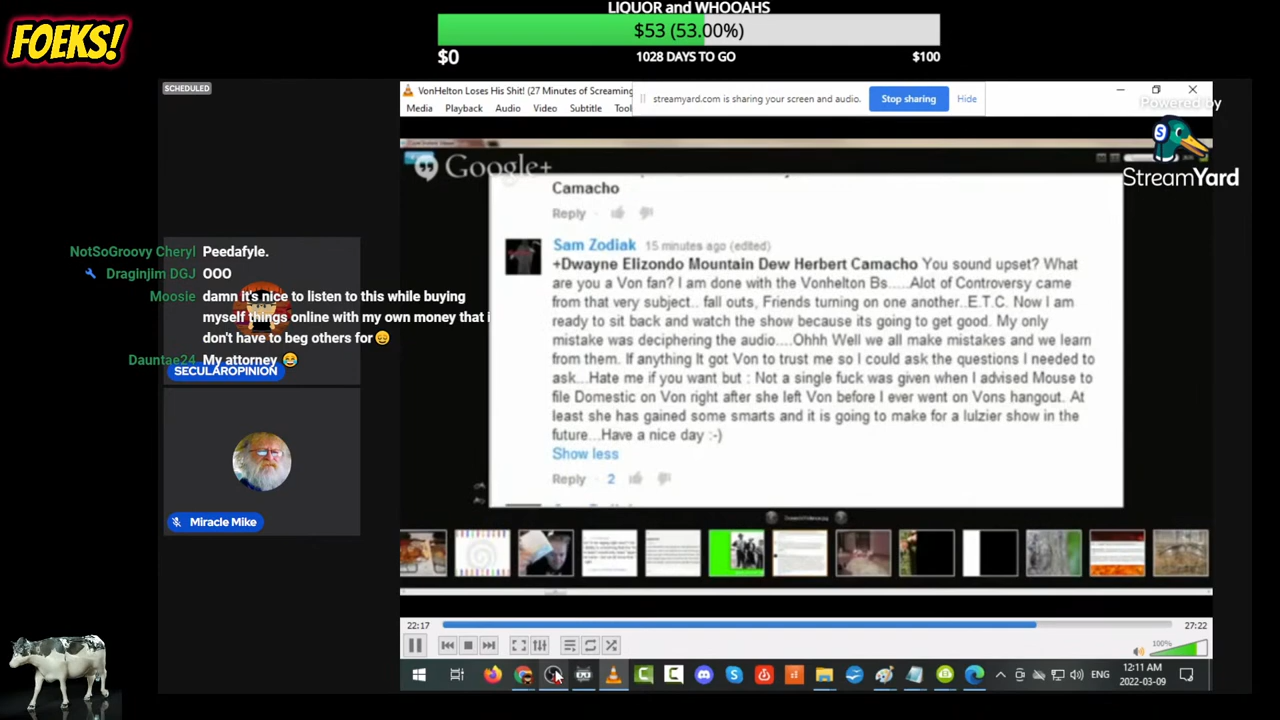 FOEKS!
LIQUOR and WHOOAHS
$53 (53.00%)
$0
1028 DAYS TO GO
$100
SCHEDULED
VonHelton Loses His Shit! (27 Minutes of Screaming
Media Playback Audio Video Subtitle Tool
streamyard.com is sharing your screen and audio.
Stop sharing
Hide
Powered by
StreamYard
Google+
Camacho
Reply
Sam Zodiak 15 minutes ago (edited)
+Dwayne Elizondo Mountain Dew Herbert Camacho You sound upset? What
are you a Von fan? I am done with the Vonhelton Bs.....Alot of Controversy came
from that very subject.. fall outs, Friends turning on one another..E.T.C. Now I am
ready to sit back and watch the show because its going to get good. My only
mistake was deciphering the audio....Ohhh Well we all make mistakes and we learn
from them. If anything It got Von to trust me so I could ask the questions I needed to
ask...Hate me if you want but : Not a single fuck was given when I advised Mouse to
file Domestic on Von right after she left Von before I ever went on Vons hangout. At
least she has gained some smarts and it is going to make for a lulzier show in the
future...Have a nice day :-)
Show less
Reply 2
NotSoGroovy Cheryl Peedafyle.
Draginjim DGJ OOO
Moosie damn it's nice to listen to this while buying
myself things online with my own money that i
don't have to beg others for
Dauntae24 My attorney
SECULAROPINION
Miracle Mike
22:17
27:22
100%
ENG
12:11 AM
2022-03-09